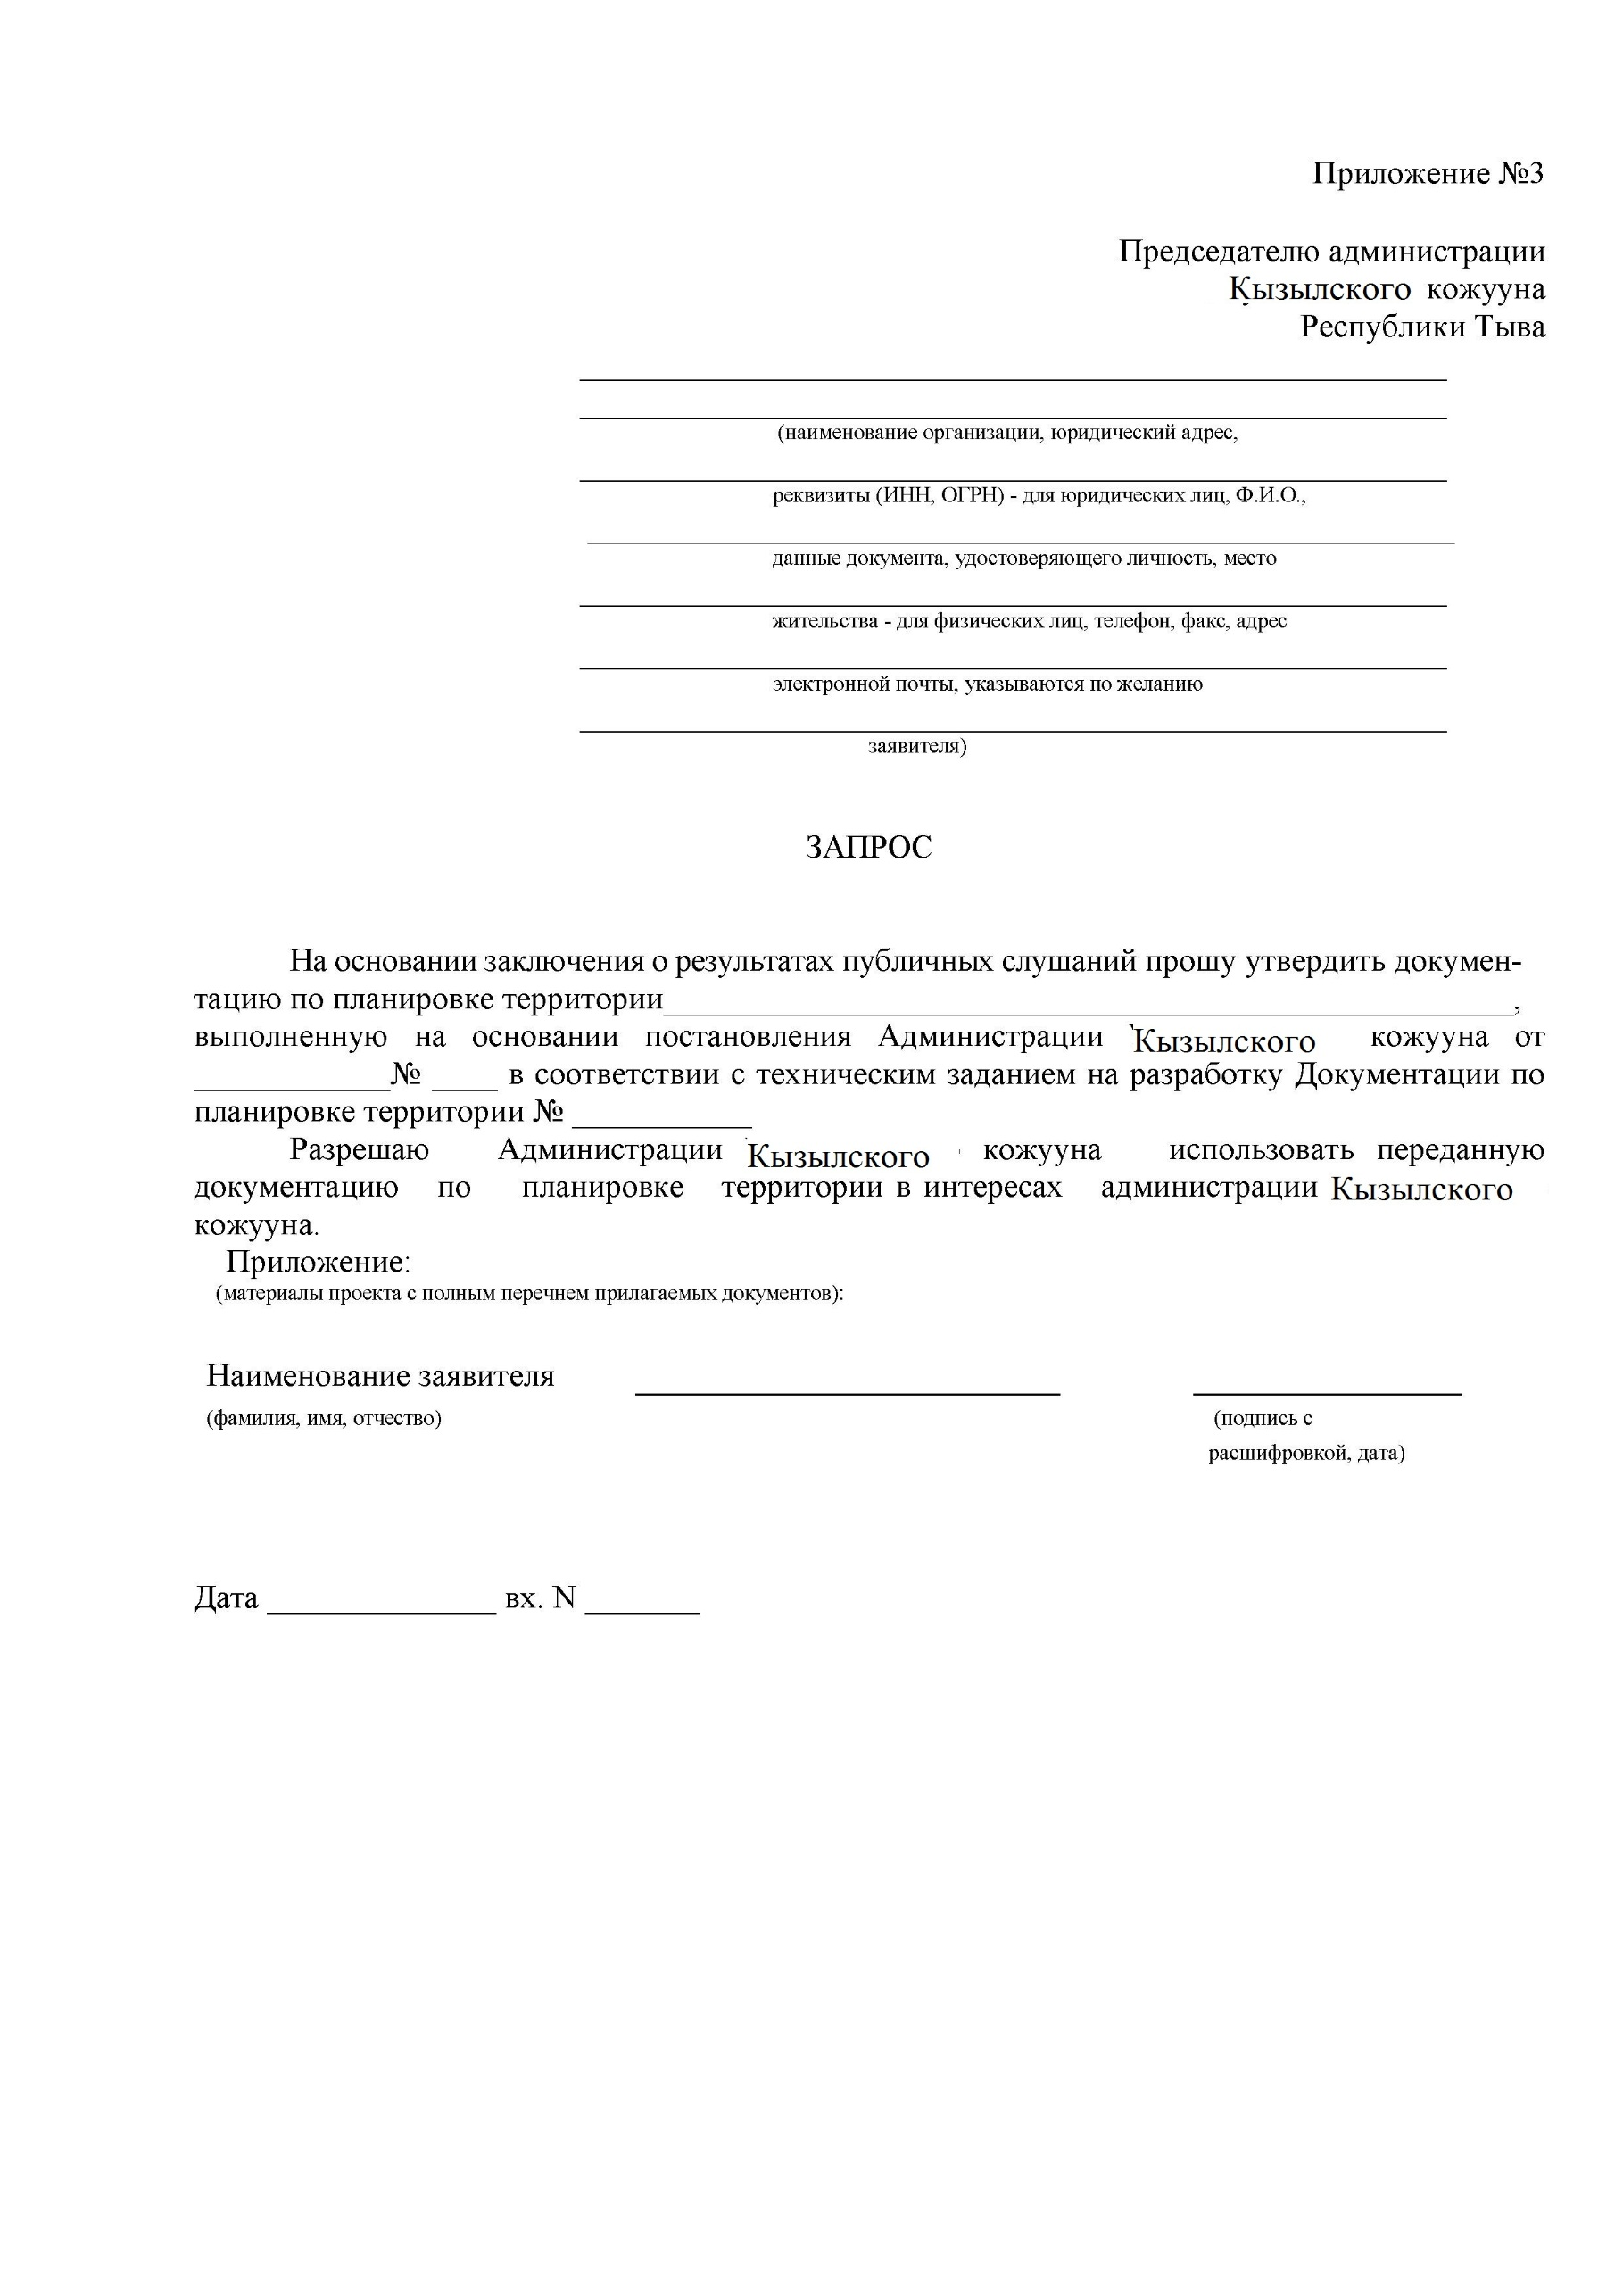 Приложение №3
Председателю администрации
Кызылского кожууна
Республики Тыва
(наименование организации, юридический адрес,
реквизиты (ИНН, ОГРН) - для юридических лиц, Ф.И.О.,
данные документа, удостоверяющего личность, место
жительства - для физических лиц, телефон, факс, адрес
электронной почты, указываются по желанию
заявителя)
ЗАПРОС
На основании заключения о результатах публичных слушаний прошу утвердить докумен-
тацию по планировке территории____________________________________________________,
выполненную на основании постановления Администрации Кызылского кожууна от
____________№ ____ в соответствии с техническим заданием на разработку Документации по
планировке территории № ___________
Разрешаю Администрации Кызылского кожууна использовать переданную
документацию по планировке территории в интересах администрации Кызылского
кожууна.
Приложение:
(материалы проекта с полным перечнем прилагаемых документов):
Наименование заявителя
(фамилия, имя, отчество) (подпись с
расшифровкой, дата)
Дата ______________ вх. N _______